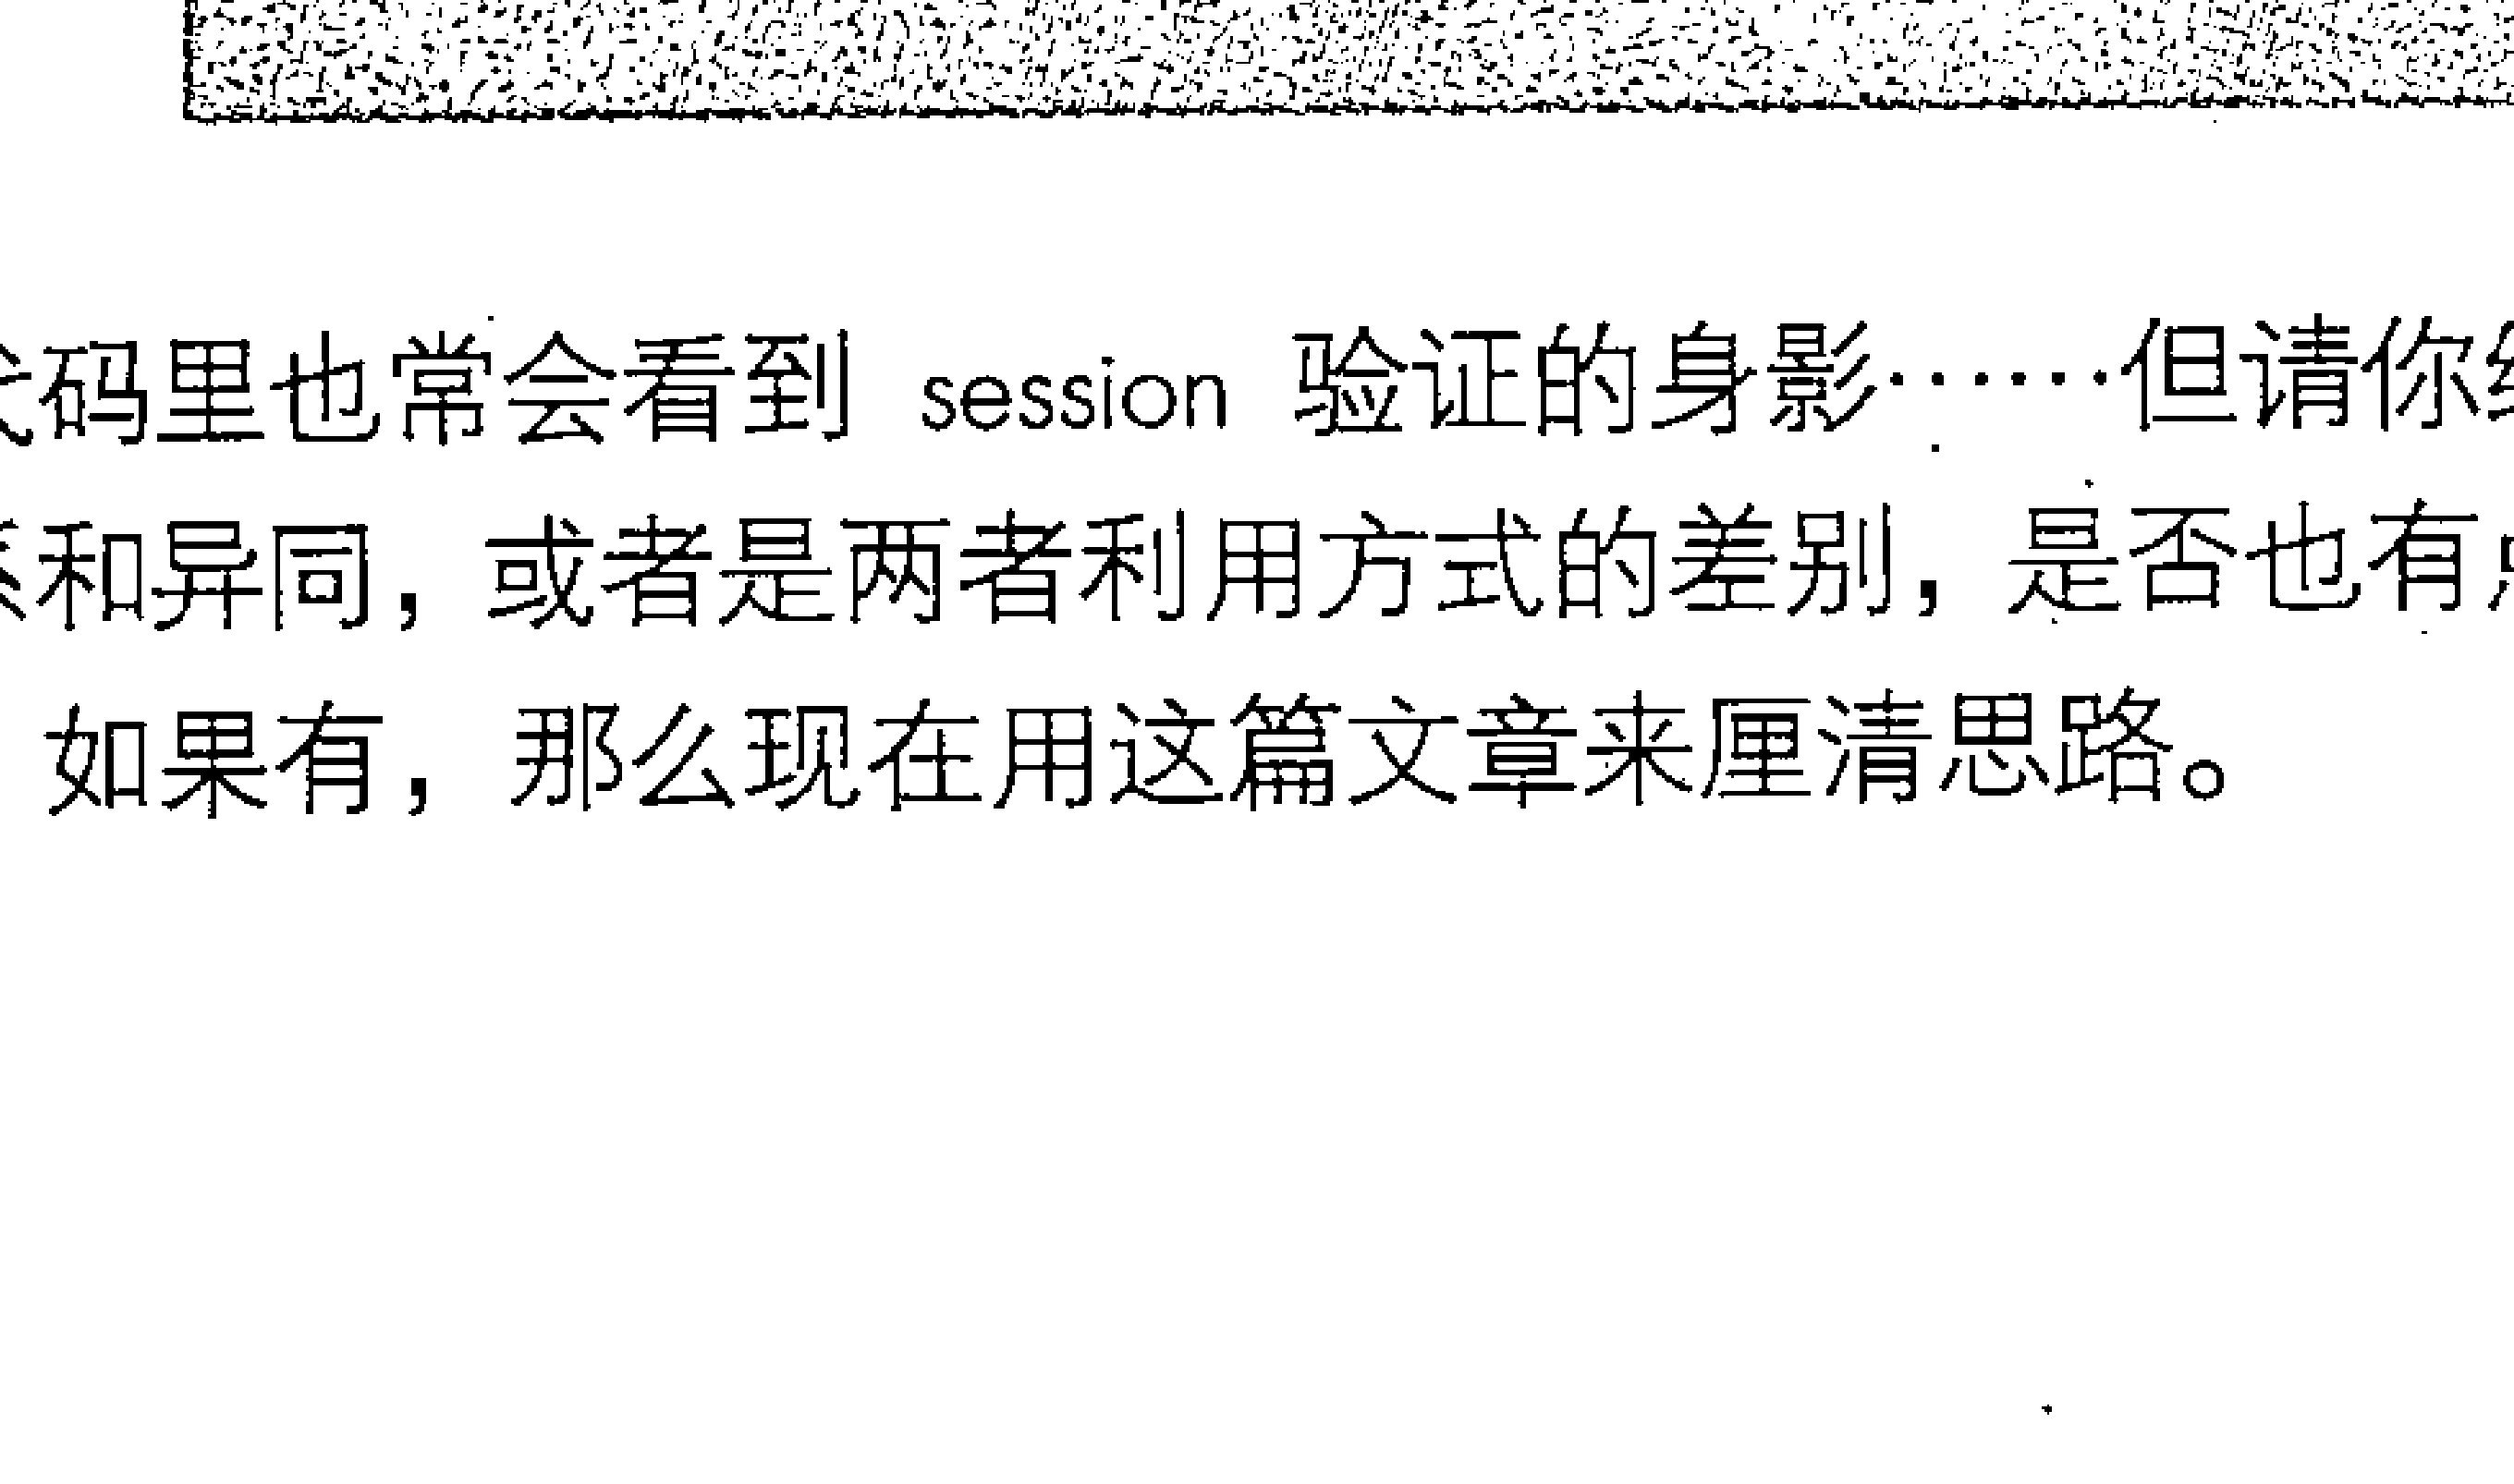 码里也常会看到 session 验证的身影……但请你
和异同，或者是两者利用方式的差别，是否也有
如果有，那么现在用这篇文章来厘清思路。